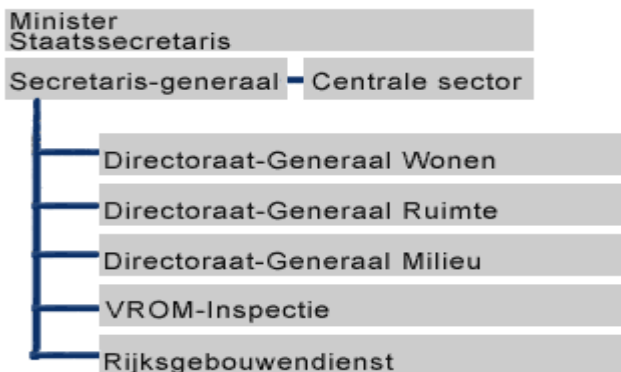 Minister
Staatssecretaris
Secretaris-generaal Centrale sector
Directoraat-Generaal Wonen
Directoraat-Generaal Ruimte
Directoraat-Generaal Milieu
VROM-Inspectie
Rijksgebouwendienst